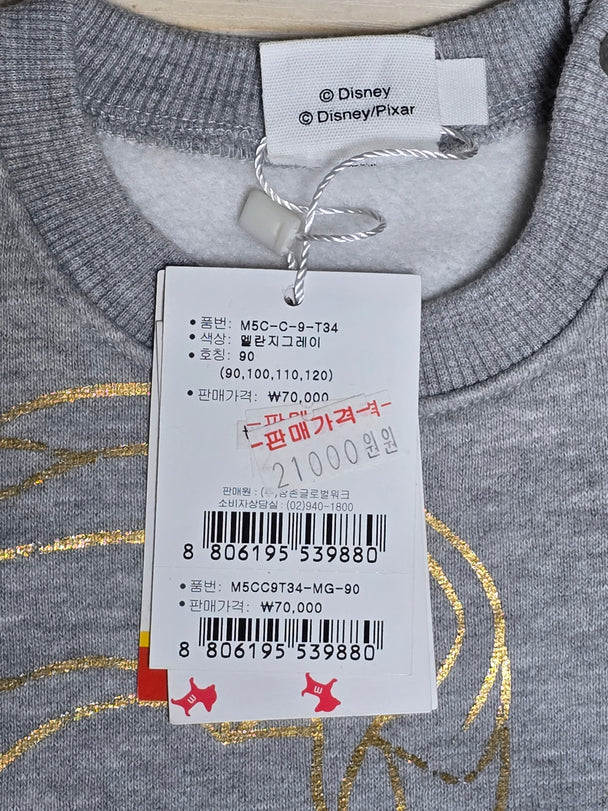 © Disney
© Disney/Pixar
• 품번: M5C-C-9-T34
• 색상: 멜란지그레이
• 호칭: 90
(90,100,110,120)
• 판매가격: ₩70,000
-판매가격-
21000원
판매원 :
소비자상담실 : (02)940-1800
8 806195 539880
• 품번: M5CC9T34-MG-90
• 판매가격: ₩70,000
8 806195 539880